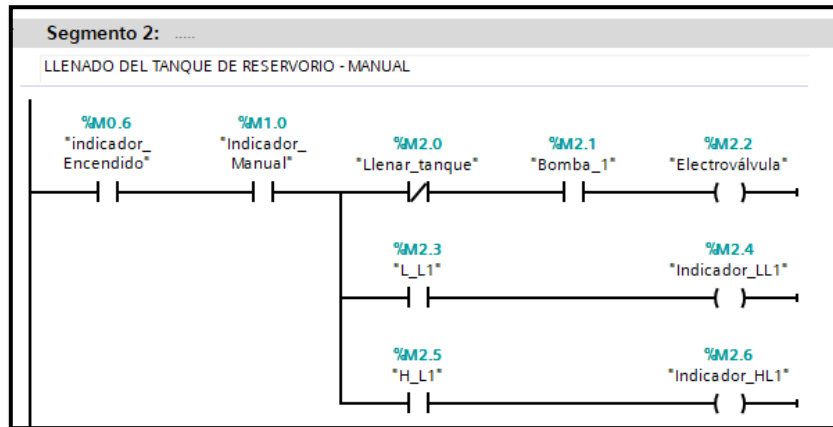 Segmento 2: .....
LLENADO DEL TANQUE DE RESERVORIO - MANUAL
%M0.6
"indicador_
Encendido"
%M1.0
"Indicador_
Manual"
%M2.0
"Llenar_tanque"
%M2.1
"Bomba_1"
%M2.2
"Electroválvula"
%M2.3
"L_L1"
%M2.4
"Indicador_LL1"
%M2.5
"H_L1"
%M2.6
"Indicador_HL1"